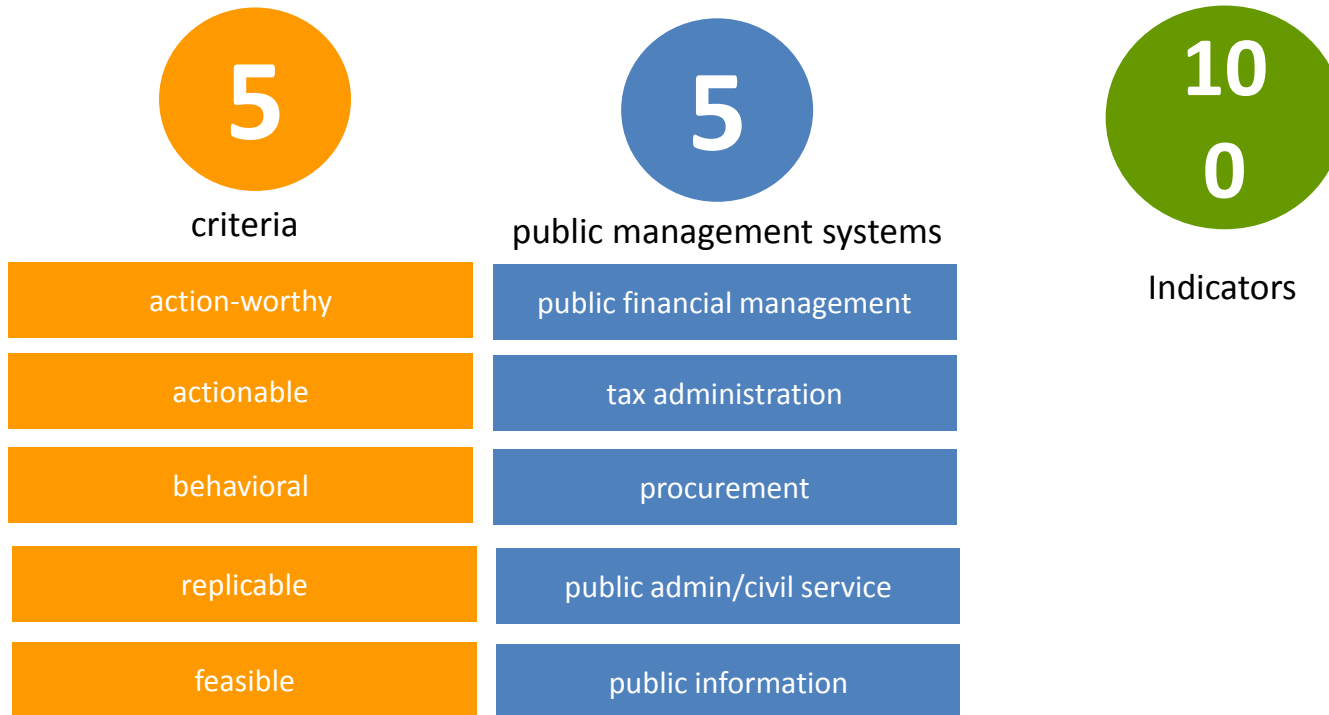 5
criteria
action-worthy
actionable
behavioral
replicable
feasible
5
public management systems
public financial management
tax administration
procurement
public admin/civil service
public information
10
0
Indicators